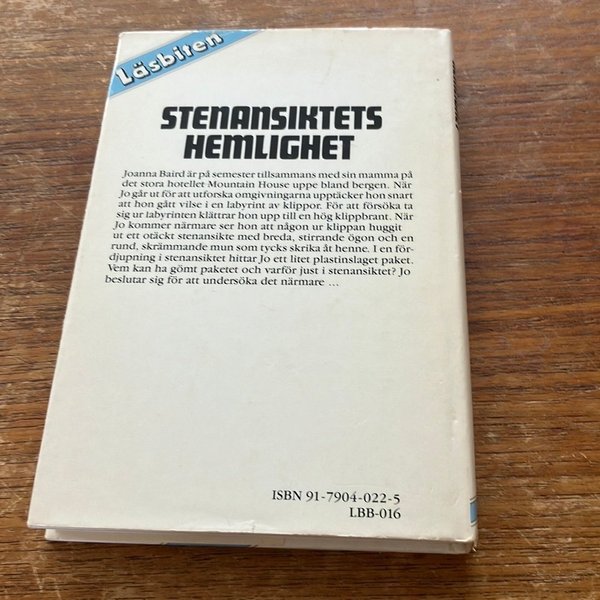 Läsbiten
STENANSIKTETS
HEMLIGHET
Joanna Baird är på semester tillsammans med sin mamma på
det stora hotellet Mountain House uppe bland bergen. När
Jo går ut för att utforska omgivningarna upptäcker hon snart
att hon gått vilse i en labyrint av klippor. För att försöka ta
sig ur labyrinten klättrar hon upp till en hög klippbrant. När
Jo kommer närmare ser hon att någon ur klippan huggit
ut ett otäckt stenansikte med breda, stirrande ögon och en
rund, skrämmande mun som tycks skrika åt henne. I en för-
djupning i stenansiktet hittar Jo ett litet plastinslaget paket.
Vem kan ha gömt paketet och varför just i stenansiktet? Jo
beslutar sig för att undersöka det närmare ...
ISBN 91-7904-022-5
LBB-016